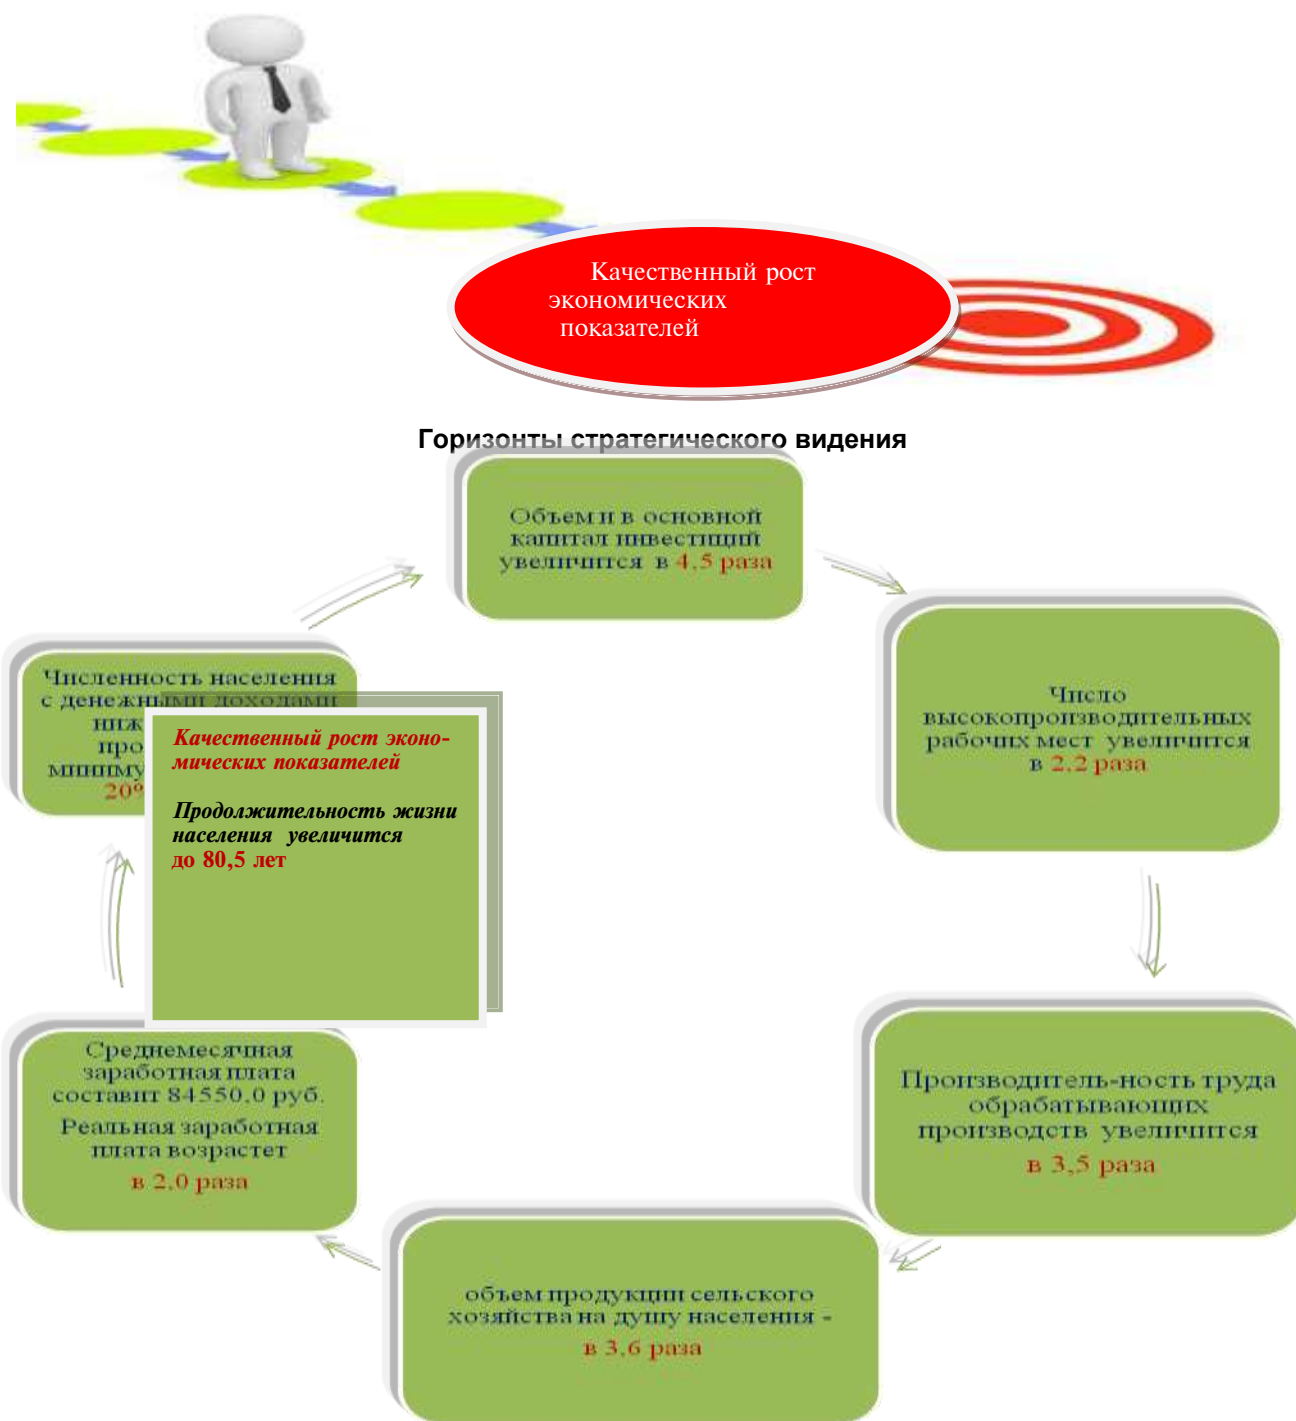 Качественный рост
экономических
показателей
Горизонты стратегического видения
Объем и в основной
капитал инвестиций
увеличится в 4,5 раза
Число
высокопроизводительных
рабочих мест увеличится
в 2,2 раза
Производитель-ность труда
обрабатывающих
производств увеличится
в 3,5 раза
объем продукции сельского
хозяйства на душу населения -
в 3,6 раза
Среднемесячная
заработная плата
составит 84550,0 руб.
Реальная заработная
плата возрастет
в 2,0 раза
Численность населения
с денежными доходами
Качественный рост эконо-
мических показателей
Продолжительность жизни
населения увеличится
до 80,5 лет